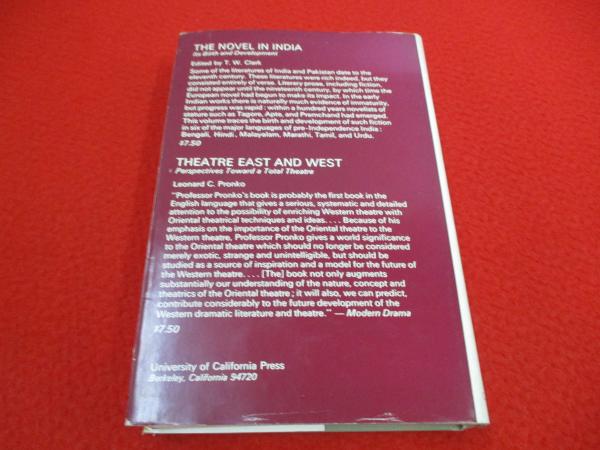 THE NOVEL IN INDIA
Its Birth and Development
Edited by T. W. Clark
Some of the literatures of India and Pakistan date to the
eleventh century. These literatures were rich indeed, but they
consisted entirely of verse. Literary prose, including fiction,
did not appear until the nineteenth century, by which time the
European novel had begun to make its impact. In the early
Indian works there is naturally much evidence of immaturity,
but progress was rapid: within a hundred years novelists of
stature such as Tagore, Apte, and Premchand had emerged.
This volume traces the birth and development of such fiction
in six of the major languages of pre-Independence India:
Bengali, Hindi, Malayalam, Marathi, Tamil, and Urdu.
$7.50
THEATRE EAST AND WEST
Perspectives Toward a Total Theatre
Leonard C. Pronko
"Professor Pronko's book is probably the first book in the
English language that gives a serious, systematic and detailed
attention to the possibility of enriching Western theatre with
Oriental theatrical techniques and ideas.... Because of his
emphasis on the importance of the Oriental theatre to the
Western theatre, Professor Pronko gives a world significance
to the Oriental theatre which should no longer be considered
merely exotic, strange and unintelligible, but should be
studied as a source of inspiration and a model for the future of
the Western theatre.... [The] book not only augments
substantially our understanding of the nature, concept and
theatrics of the Oriental theatre; it will also, we can predict,
contribute considerably to the future development of the
Western dramatic literature and theatre." — Modern Drama
$7.50
University of California Press
Berkeley, California 94720